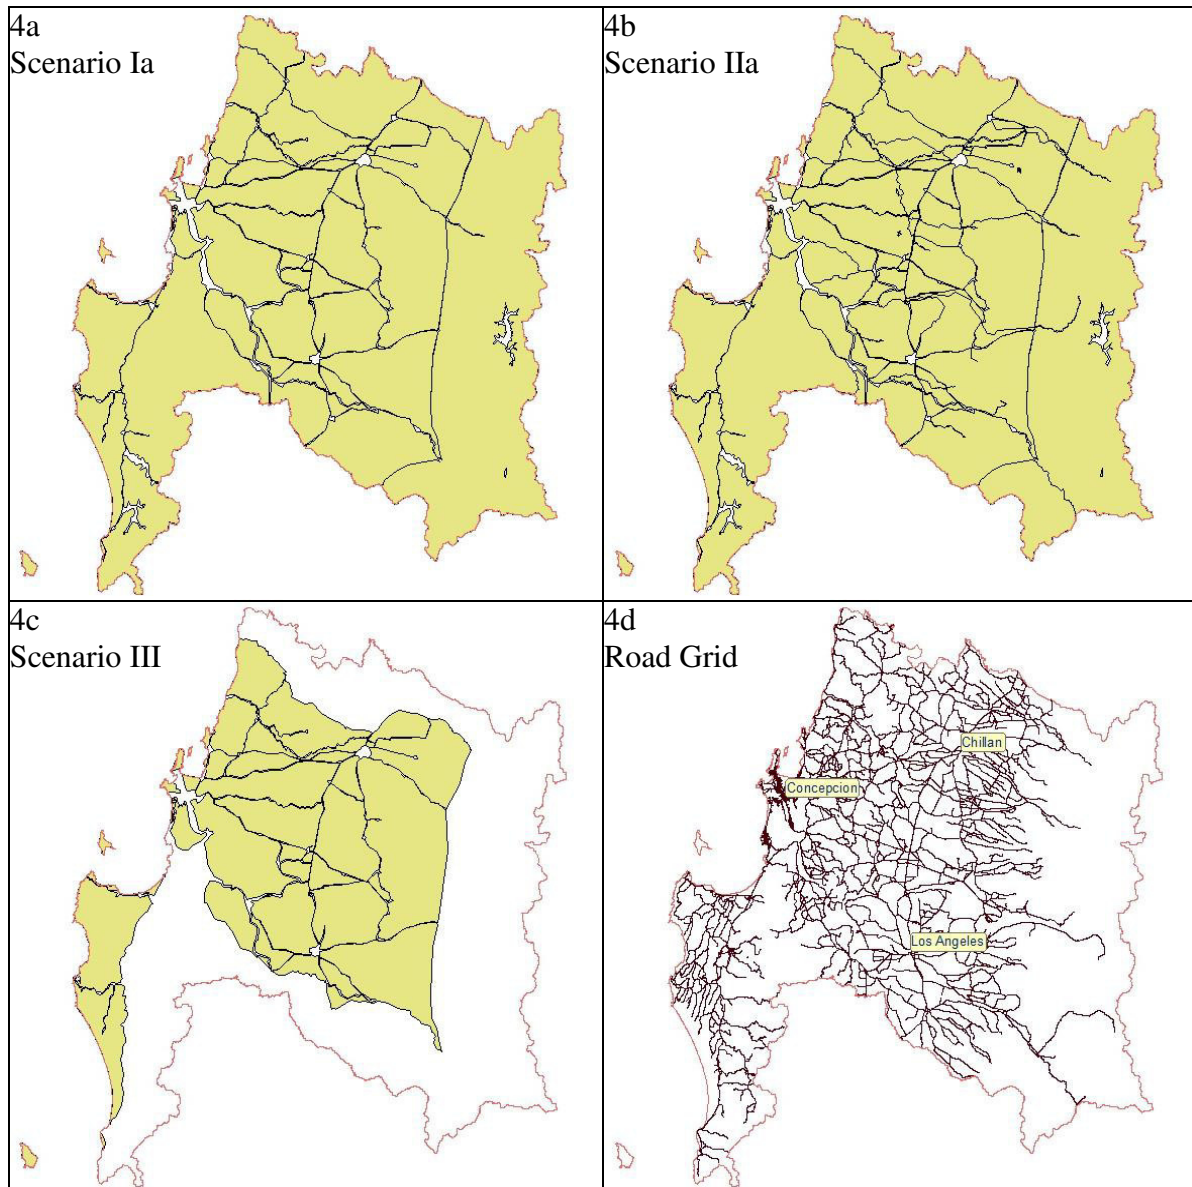 4a
Scenario Ia
4b
Scenario IIa
4c
Scenario III
4d
Road Grid
Chillan
Concepcion
Los Angeles